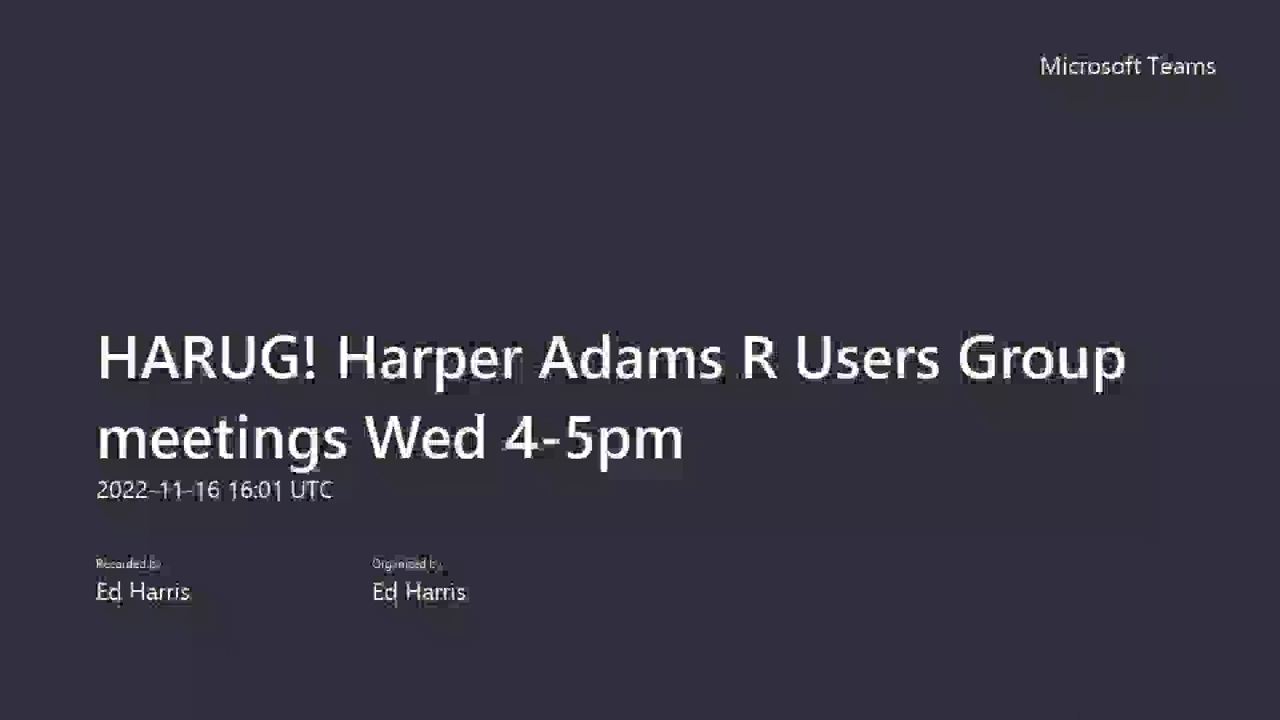 Microsoft Teams
HARUG! Harper Adams R Users Group
meetings Wed 4-5pm
2022-11-16 16:01 UTC
Recorded by
Organized by
Ed Harris
Ed Harris